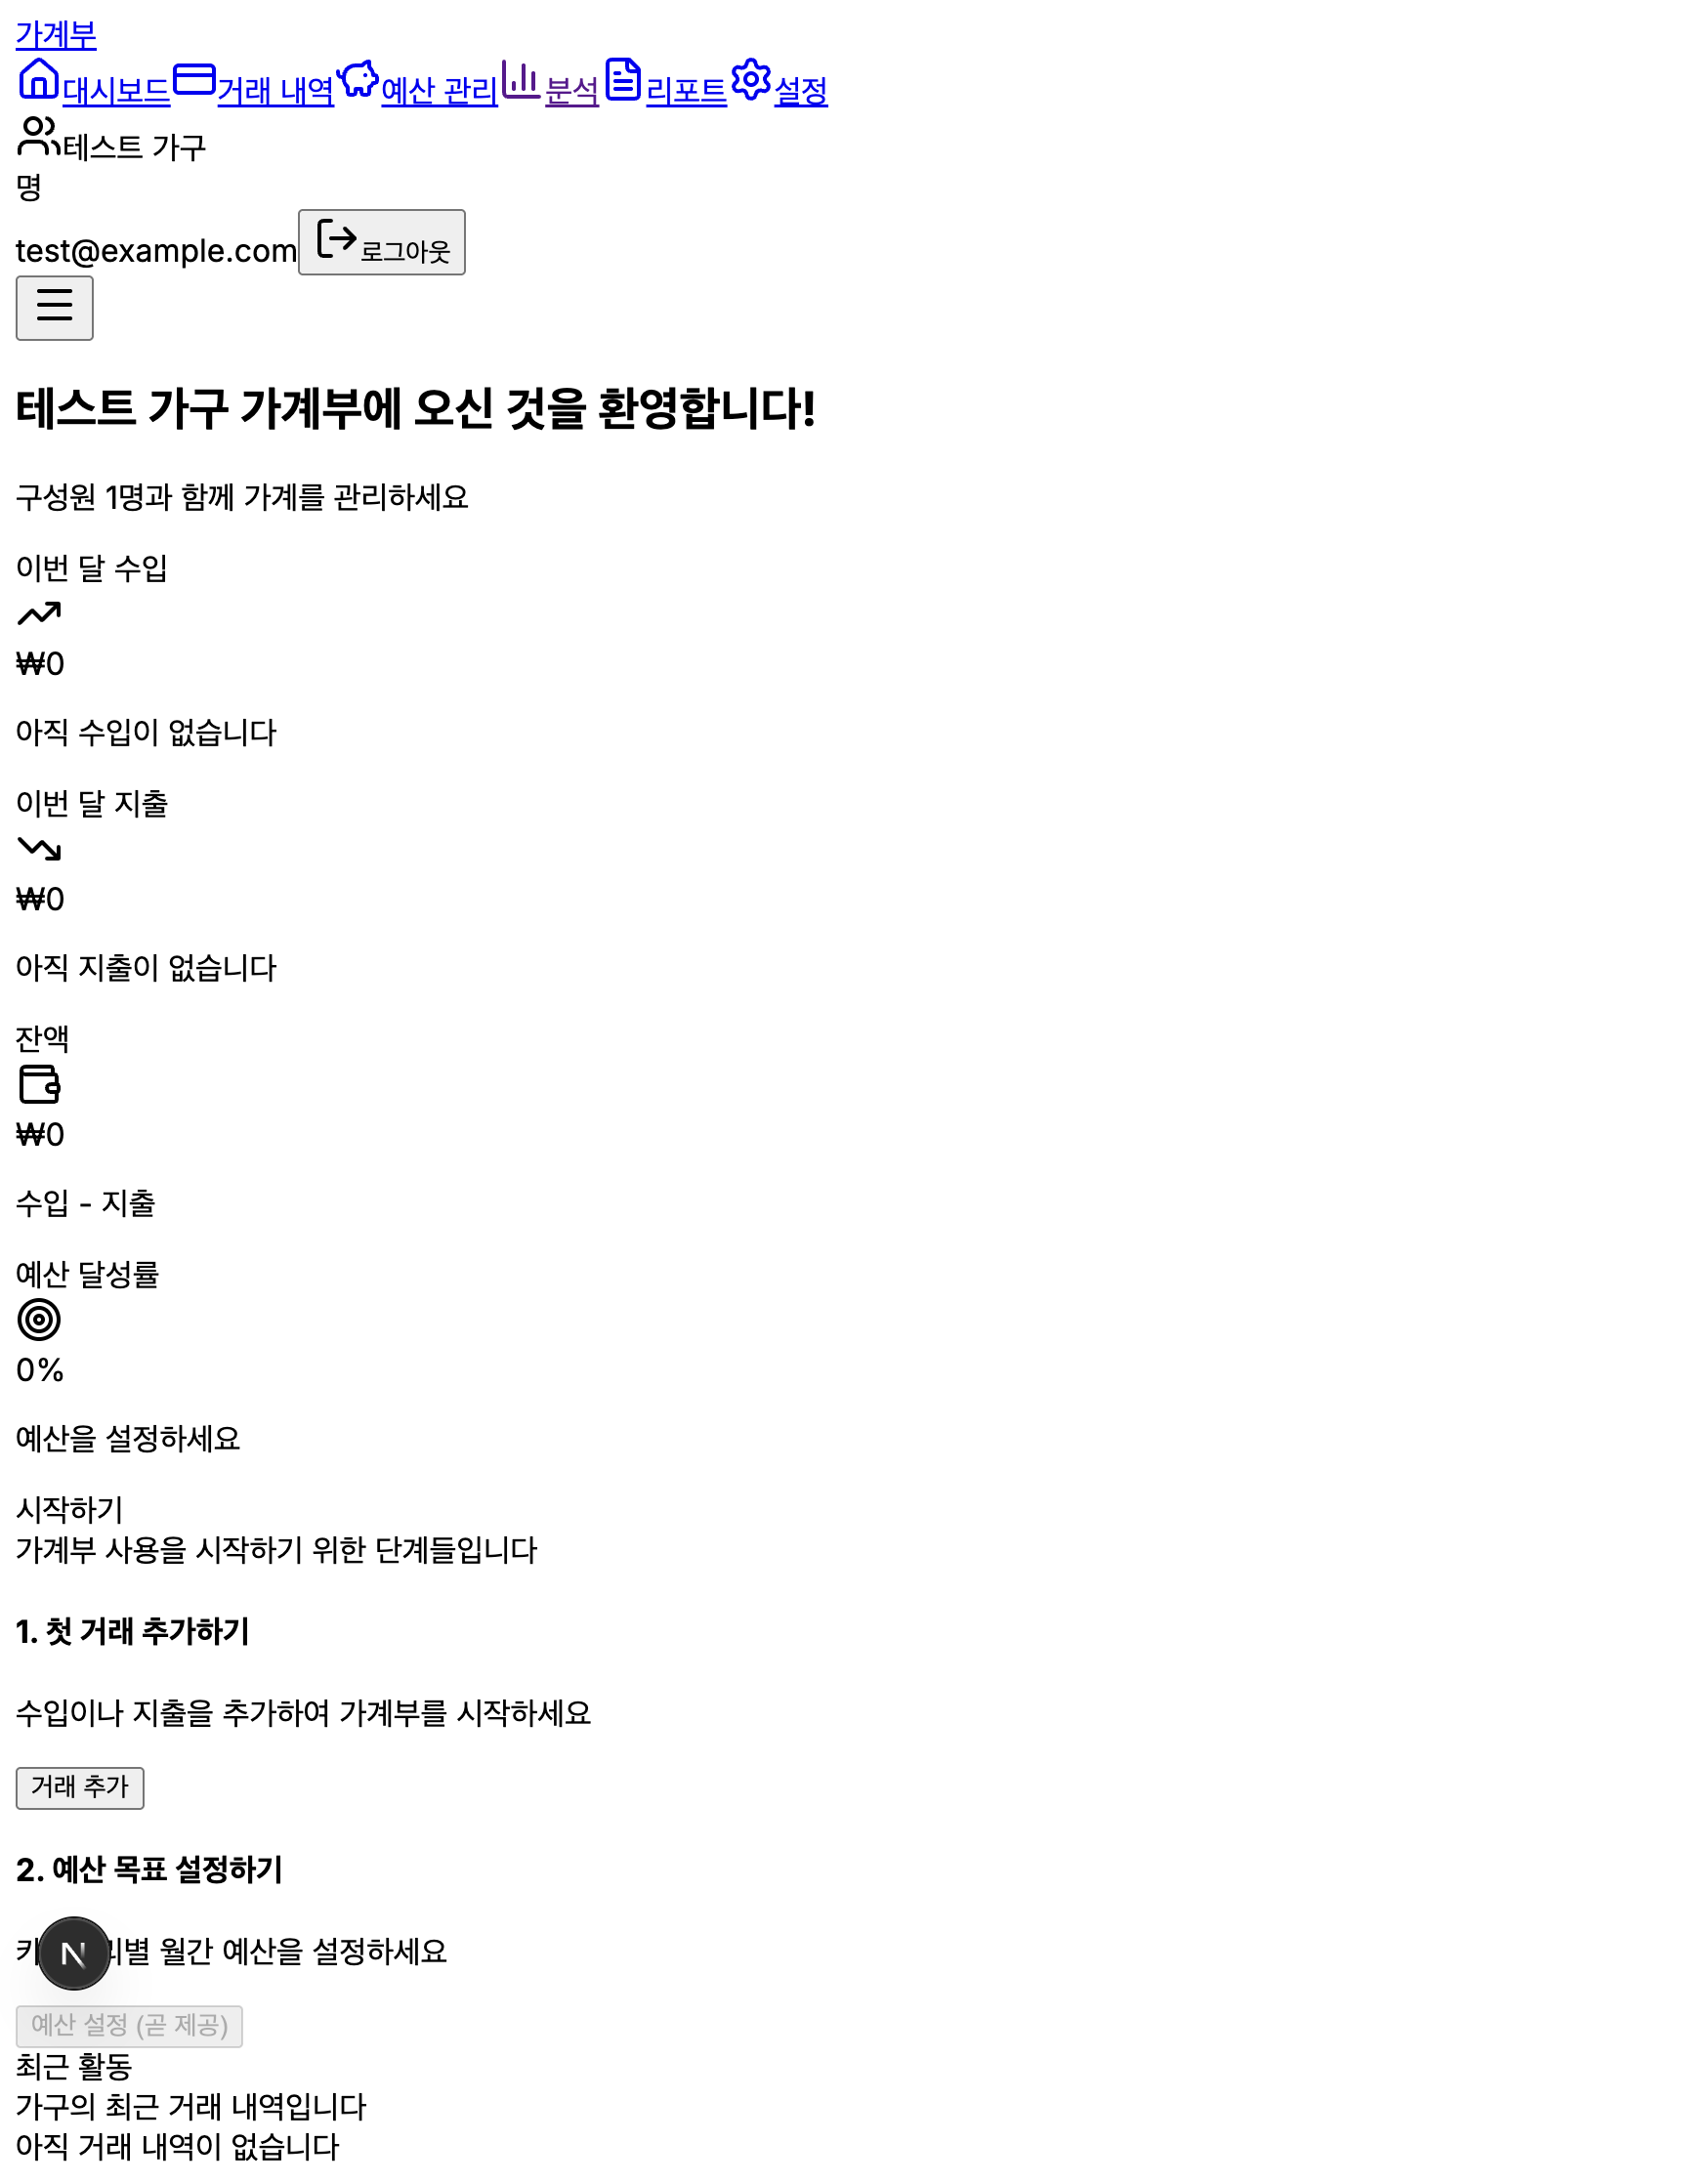 가계부
대시보드 거래 내역 예산 관리 분석 리포트 설정
테스트 가구
명
test@example.com 로그아웃
테스트 가구 가계부에 오신 것을 환영합니다!
구성원 1명과 함께 가계를 관리하세요
이번 달 수입
₩0
아직 수입이 없습니다
이번 달 지출
₩0
아직 지출이 없습니다
잔액
₩0
수입 - 지출
예산 달성률
0%
예산을 설정하세요
시작하기
가계부 사용을 시작하기 위한 단계들입니다
1. 첫 거래 추가하기
수입이나 지출을 추가하여 가계부를 시작하세요
거래 추가
2. 예산 목표 설정하기
월간 예산을 설정하세요
N
예산 설정 (곧 제공)
최근 활동
가구의 최근 거래 내역입니다
아직 거래 내역이 없습니다